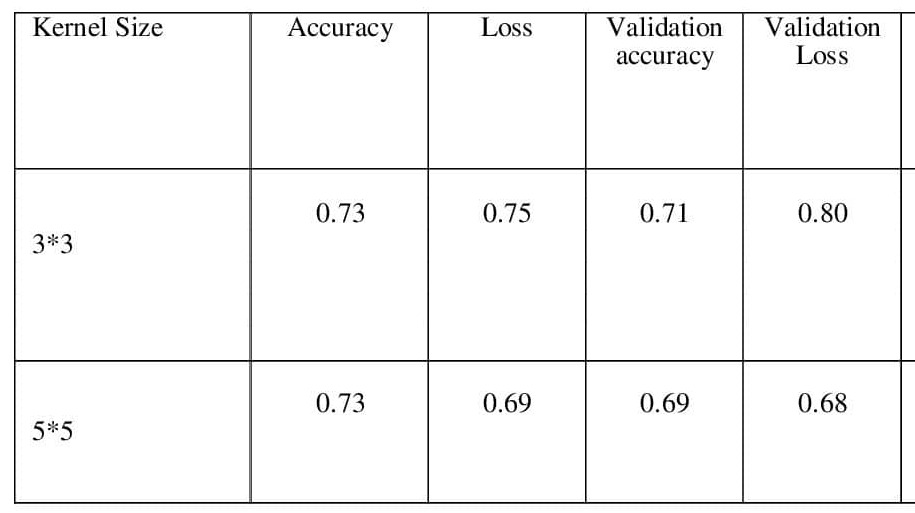 Kernel Size Accuracy Loss Validation accuracy Validation Loss
3*3 0.73 0.75 0.71 0.80
5*5 0.73 0.69 0.69 0.68